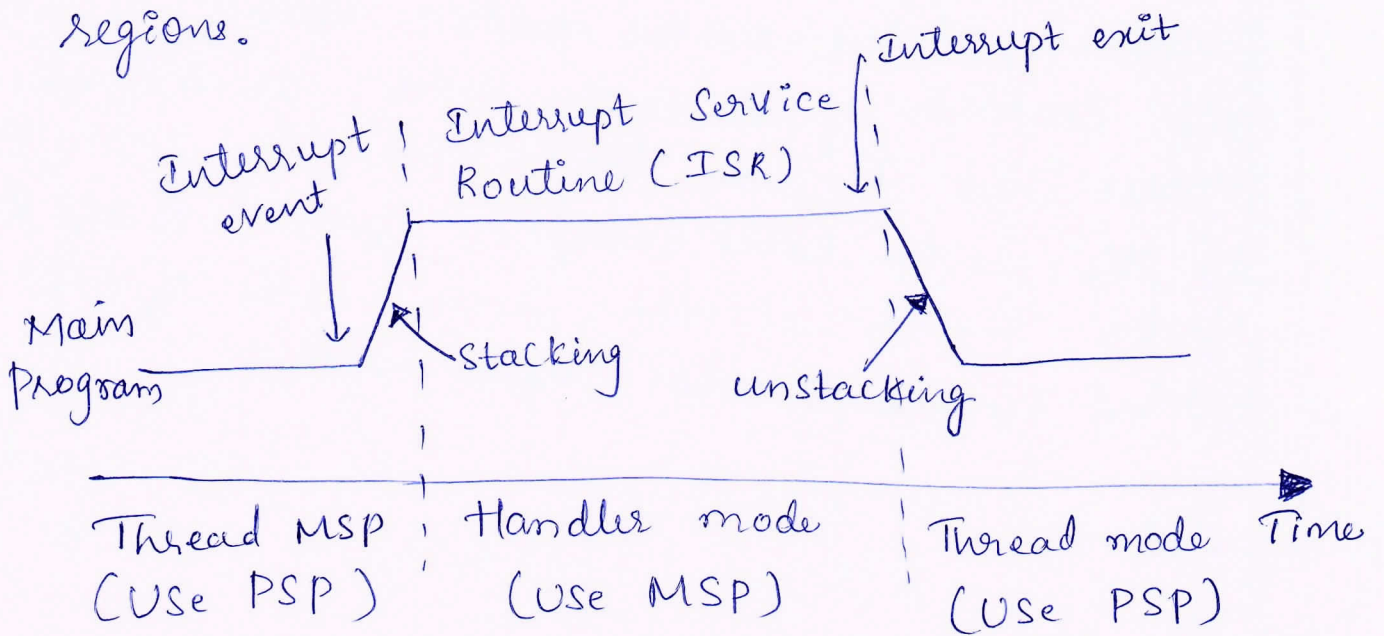 regions.
Interrupt exit
Interrupt
event
Interrupt Service
Routine (ISR)
Main
Program
Stacking
unstacking
Thread MSP
(Use PSP)
Handler mode
(Use MSP)
Thread mode
(Use PSP)
Time